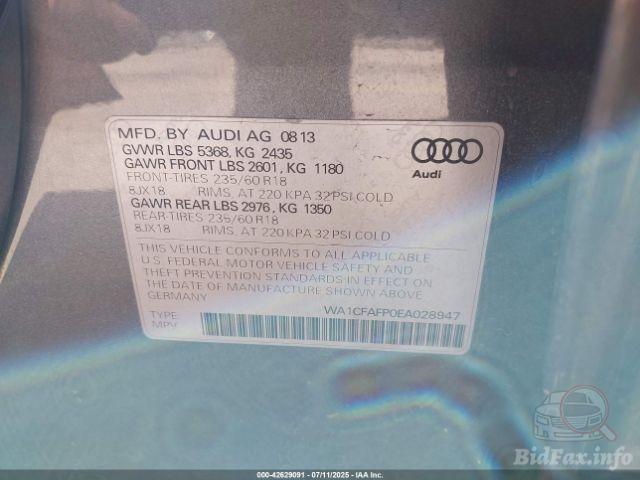 MFD. BY AUDI AG 0813
GVWR LBS 5368, KG 2435
GAWR FRONT LBS 2601, KG 1180
FRONT-TIRES 235/60 R18
8JX18 RIMS, AT 220 KPA 32 PSI COLD
GAWR REAR LBS 2976, KG 1350
REAR-TIRES 235/60 R18
8JX18 RIMS, AT 220 KPA 32 PSI COLD
Audi
THIS VEHICLE CONFORMS TO ALL APPLICABLE
U.S. FEDERAL MOTOR VEHICLE SAFETY AND
THEFT PREVENTION STANDARDS IN EFFECT ON
THE DATE OF MANUFACTURE SHOWN ABOVE.
GERMANY
WA1CFAFP0EA028947
TYPE:
MPV
BidFax.info
000-42629091 - 07/11/2025 - IAA Inc.